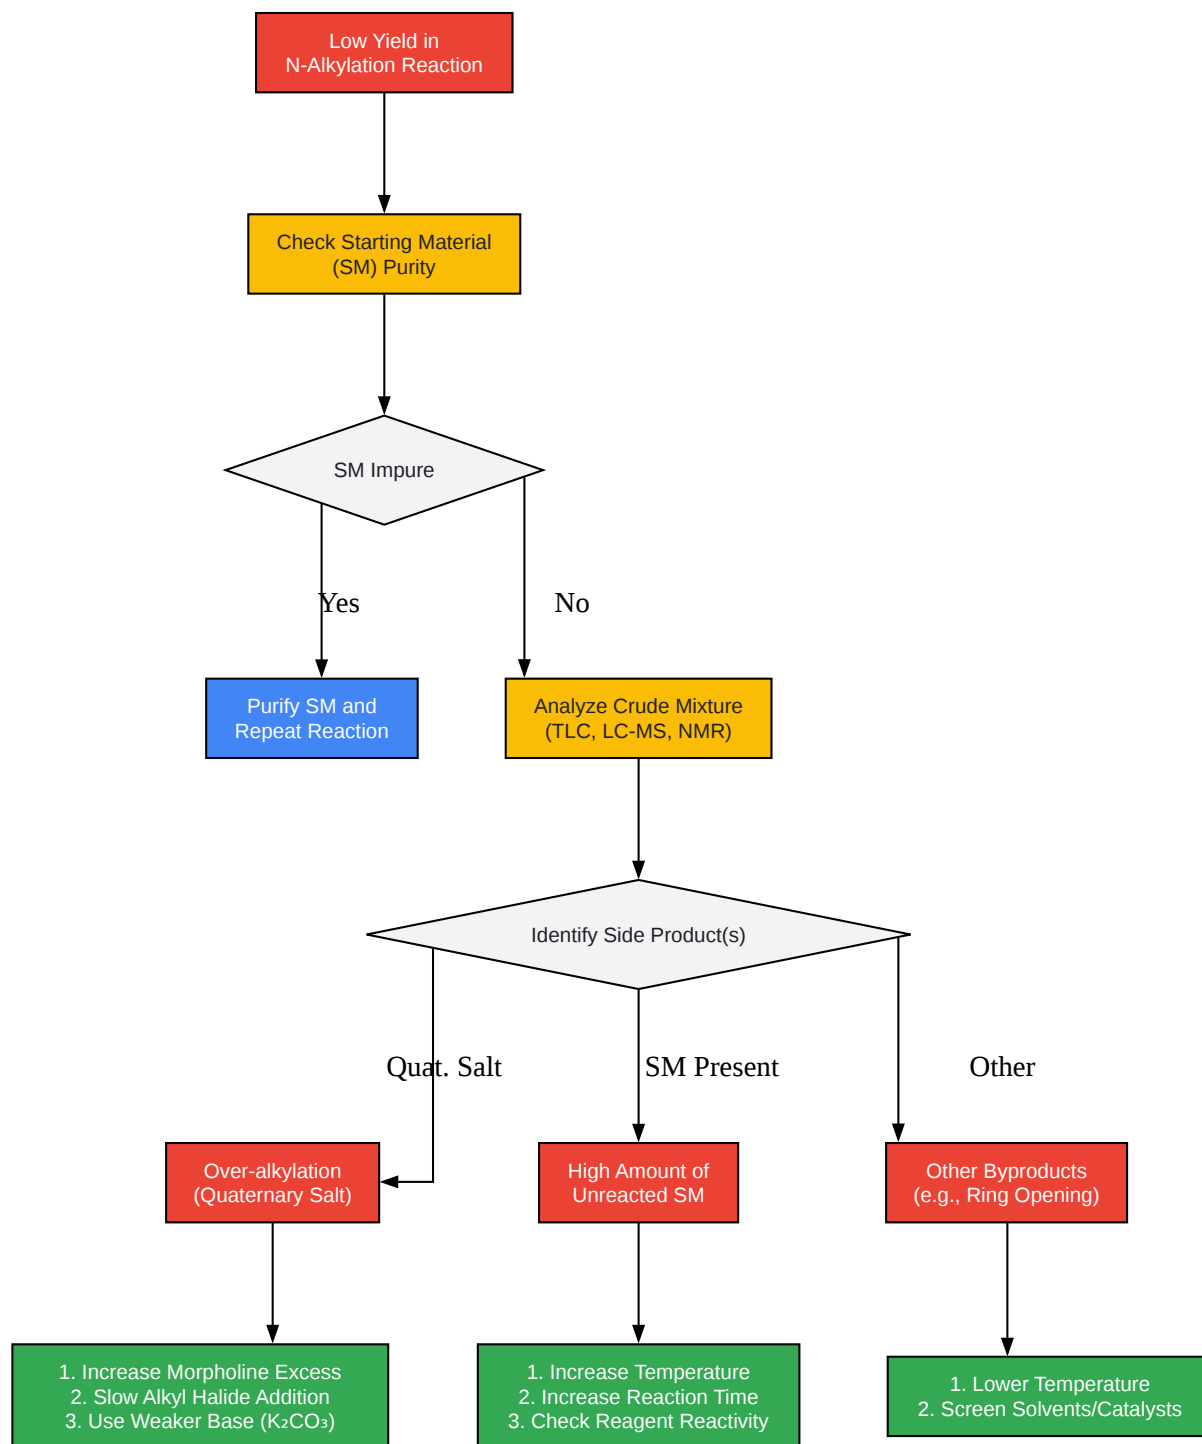 Low Yield in
N-Alkylation Reaction
Check Starting Material
(SM) Purity
SM Impure
Yes
No
Purify SM and
Repeat Reaction
Analyze Crude Mixture
(TLC, LC-MS, NMR)
Identify Side Product(s)
Quat. Salt
SM Present
Other
Over-alkylation
(Quaternary Salt)
High Amount of
Unreacted SM
Other Byproducts
(e.g., Ring Opening)
1. Increase Morpholine Excess
2. Slow Alkyl Halide Addition
3. Use Weaker Base (K₂CO₃)
1. Increase Temperature
2. Increase Reaction Time
3. Check Reagent Reactivity
1. Lower Temperature
2. Screen Solvents/Catalysts